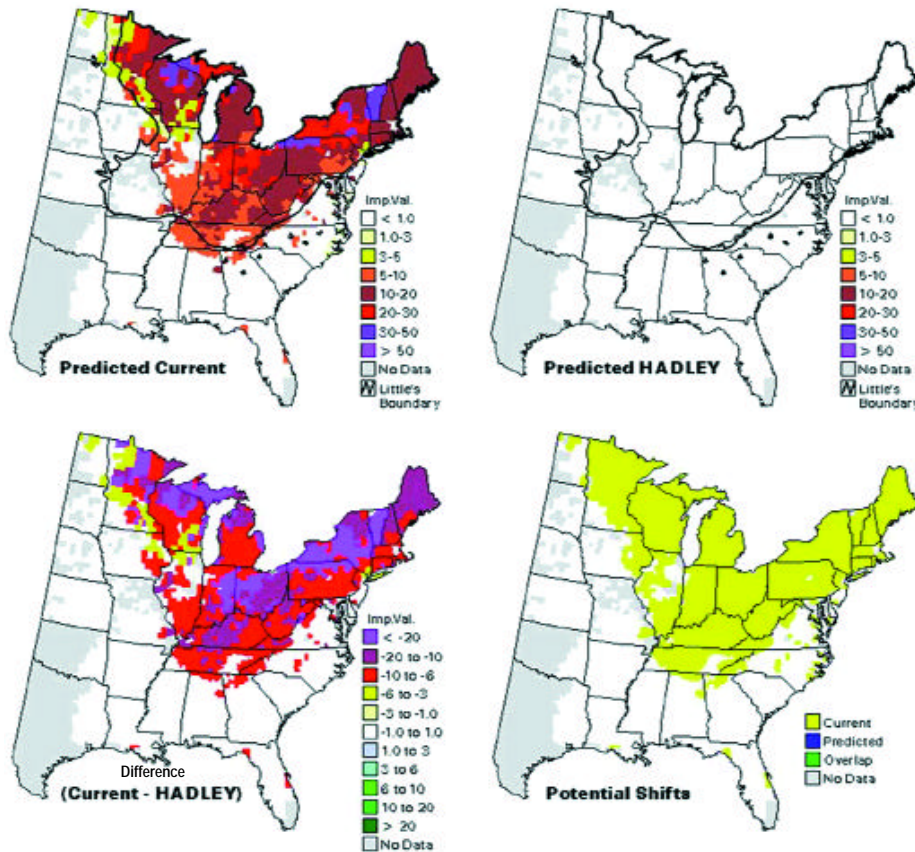 Imp.Val.
< 1.0
1.0-3
3-5
5-10
10-20
20-30
30-50
> 50
No Data
Little's
Boundary
Predicted Current
Imp.Val.
< 1.0
1.0-3
3-5
5-10
10-20
20-30
30-50
> 50
No Data
Little's
Boundary
Predicted HADLEY
Imp.Val.
< -20
-20 to -10
-10 to -6
-6 to -3
-3 to -1.0
-1.0 to 1.0
1.0 to 3
3 to 6
6 to 10
10 to 20
> 20
No Data
Difference
(Current - HADLEY)
Current
Predicted
Overlap
No Data
Potential Shifts